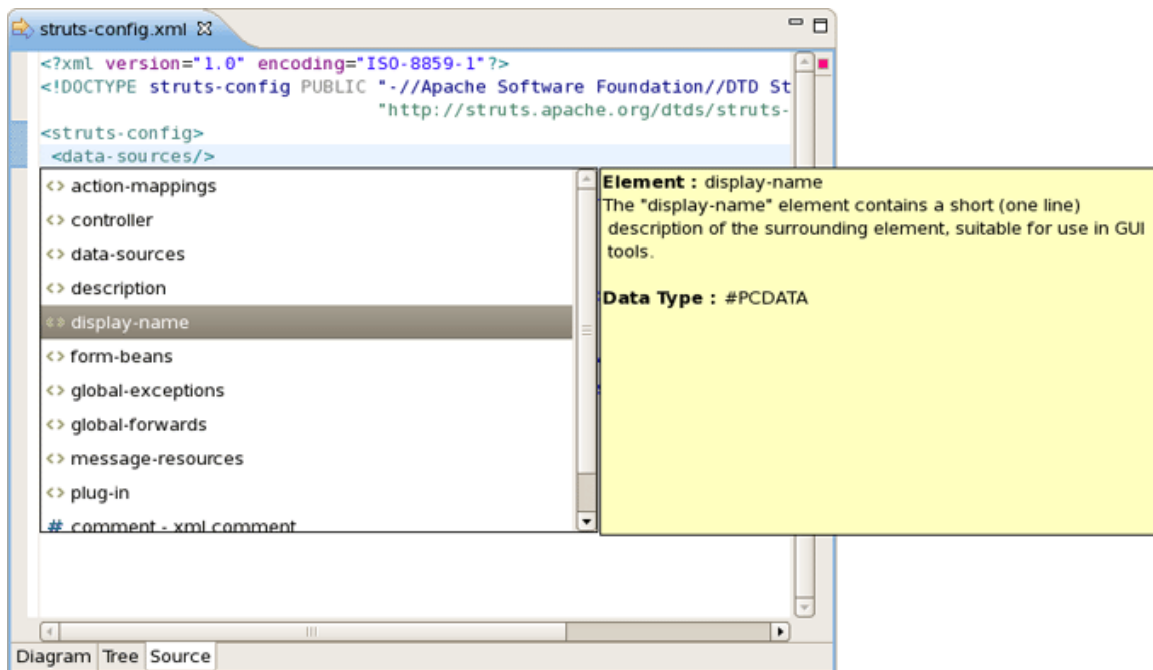 struts-config.xml
<?xml version="1.0" encoding="ISO-8859-1"?>
<!DOCTYPE struts-config PUBLIC "-//Apache Software Foundation//DTD St
"http://struts.apache.org/dtds/struts-
<struts-config>
<data-sources/>
<> action-mappings
<> controller
<> data-sources
<> description
<> display-name
<> form-beans
<> global-exceptions
<> global-forwards
<> message-resources
<> plug-in
# comment - xml comment
Element : display-name
The "display-name" element contains a short (one line)
description of the surrounding element, suitable for use in GUI
tools.
Data Type : #PCDATA
Diagram Tree Source